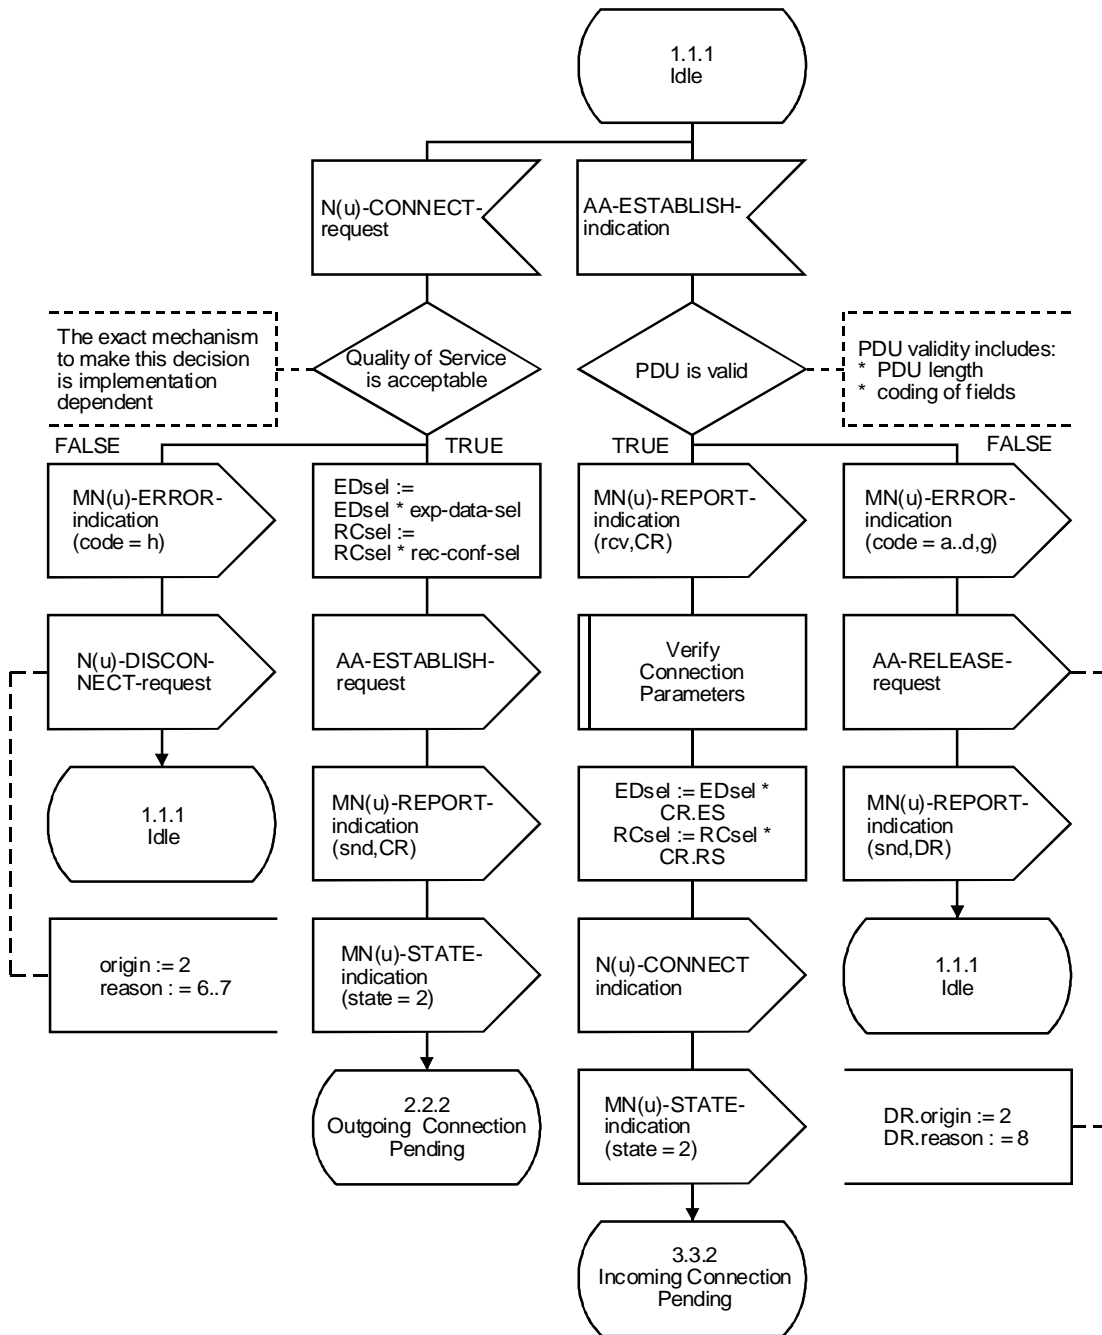 1.1.1
Idle
N(u)-CONNECT-
request
AA-ESTABLISH-
indication
The exact mechanism
to make this decision
is implementation
dependent
Quality of Service
is acceptable
PDU is valid
PDU validity includes:
* PDU length
* coding of fields
FALSE
TRUE
TRUE
FALSE
MN(u)-ERROR-
indication
(code = h)
EDsel :=
EDsel * exp-data-sel
RCsel :=
RCsel * rec-conf-sel
MN(u)-REPORT-
indication
(rcv,CR)
MN(u)-ERROR-
indication
(code = a..d,g)
N(u)-DISCON-
NECT-request
AA-ESTABLISH-
request
Verify
Connection
Parameters
AA-RELEASE-
request
1.1.1
Idle
MN(u)-REPORT-
indication
(snd,CR)
EDsel := EDsel *
CR.ES
RCsel := RCsel *
CR.RS
MN(u)-REPORT-
indication
(snd,DR)
origin := 2
reason : = 6..7
MN(u)-STATE-
indication
(state = 2)
N(u)-CONNECT
indication
1.1.1
Idle
2.2.2
Outgoing Connection
Pending
MN(u)-STATE-
indication
(state = 2)
DR.origin := 2
DR.reason : = 8
3.3.2
Incoming Connection
Pending